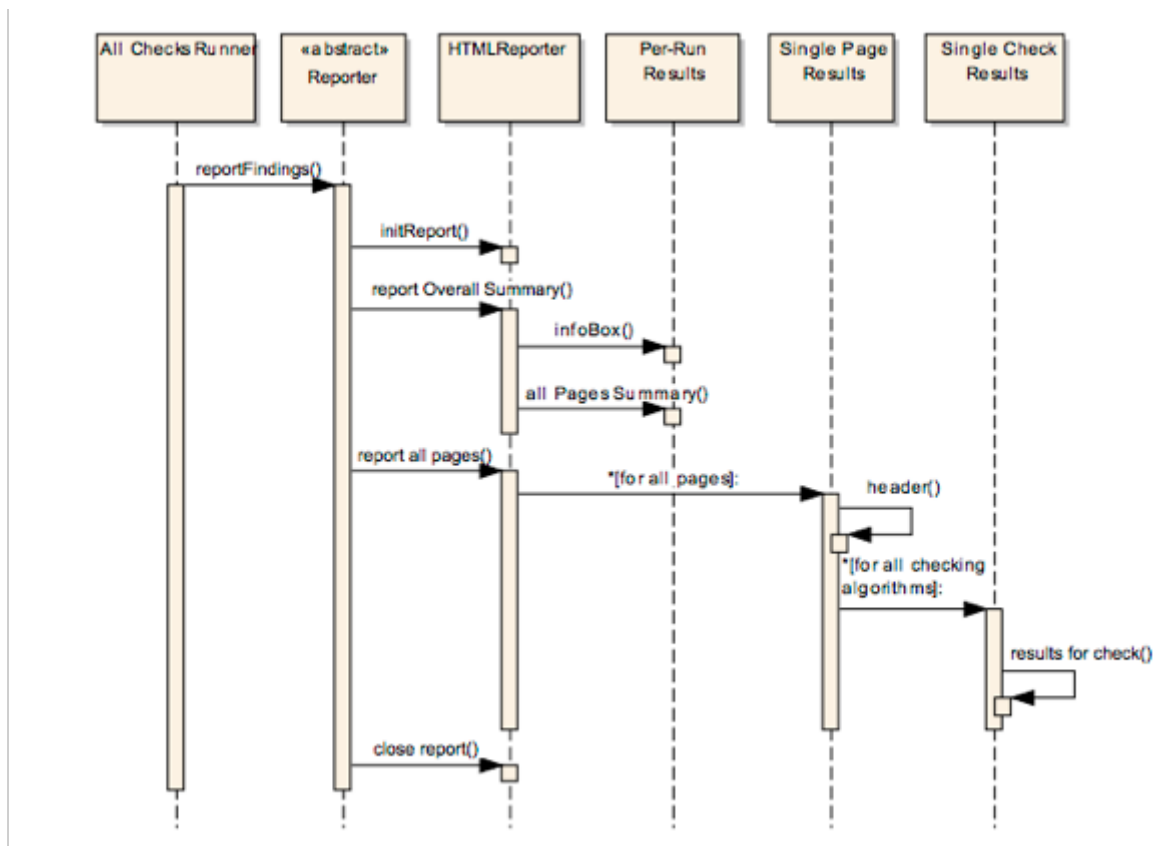 All Checks Runner
«abstract»
Reporter
HTMLReporter
Per-Run
Results
Single Page
Results
Single Check
Results
reportFindings()
initReport()
report Overall Summary()
infoBox()
all Pages Summary()
report all pages()
*[for all pages]:
header()
*[for all checking
algorithms]:
results for check()
close report()